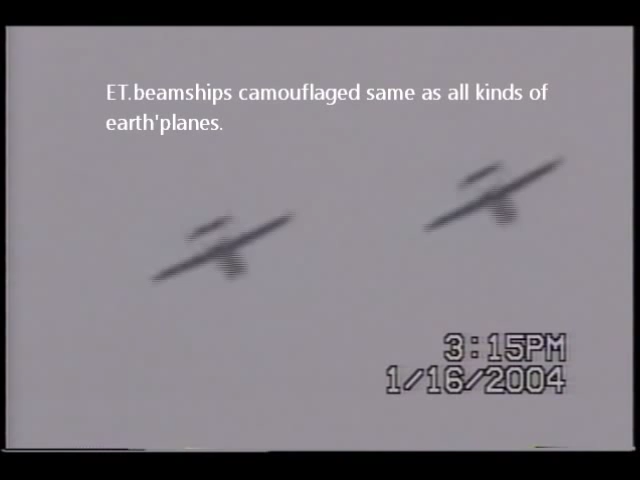 ET.beamships camouflaged same as all kinds of
earth'planes.
3:15PM
1/16/2004